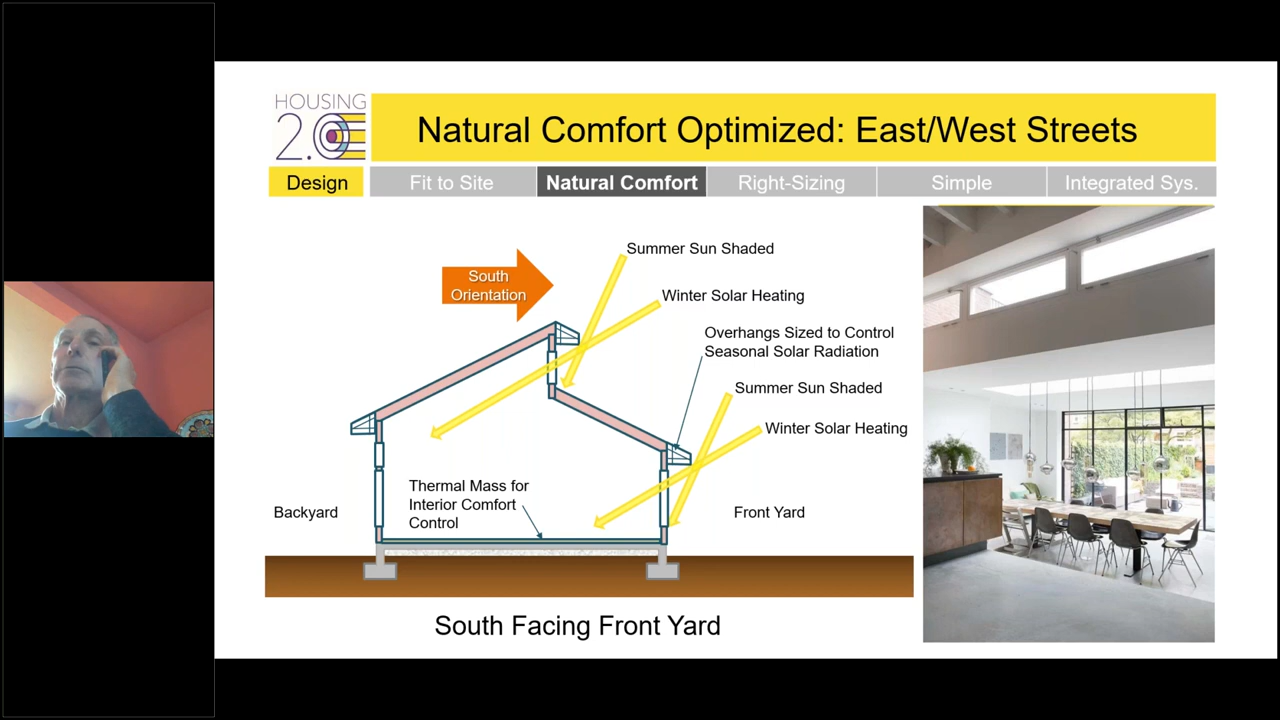 HOUSING
2.0
Natural Comfort Optimized: East/West Streets
Design
Fit to Site
Natural Comfort
Right-Sizing
Simple
Integrated Sys.
South
Orientation
Summer Sun Shaded
Winter Solar Heating
Overhangs Sized to Control
Seasonal Solar Radiation
Summer Sun Shaded
Winter Solar Heating
Thermal Mass for
Interior Comfort
Control
Backyard
Front Yard
South Facing Front Yard